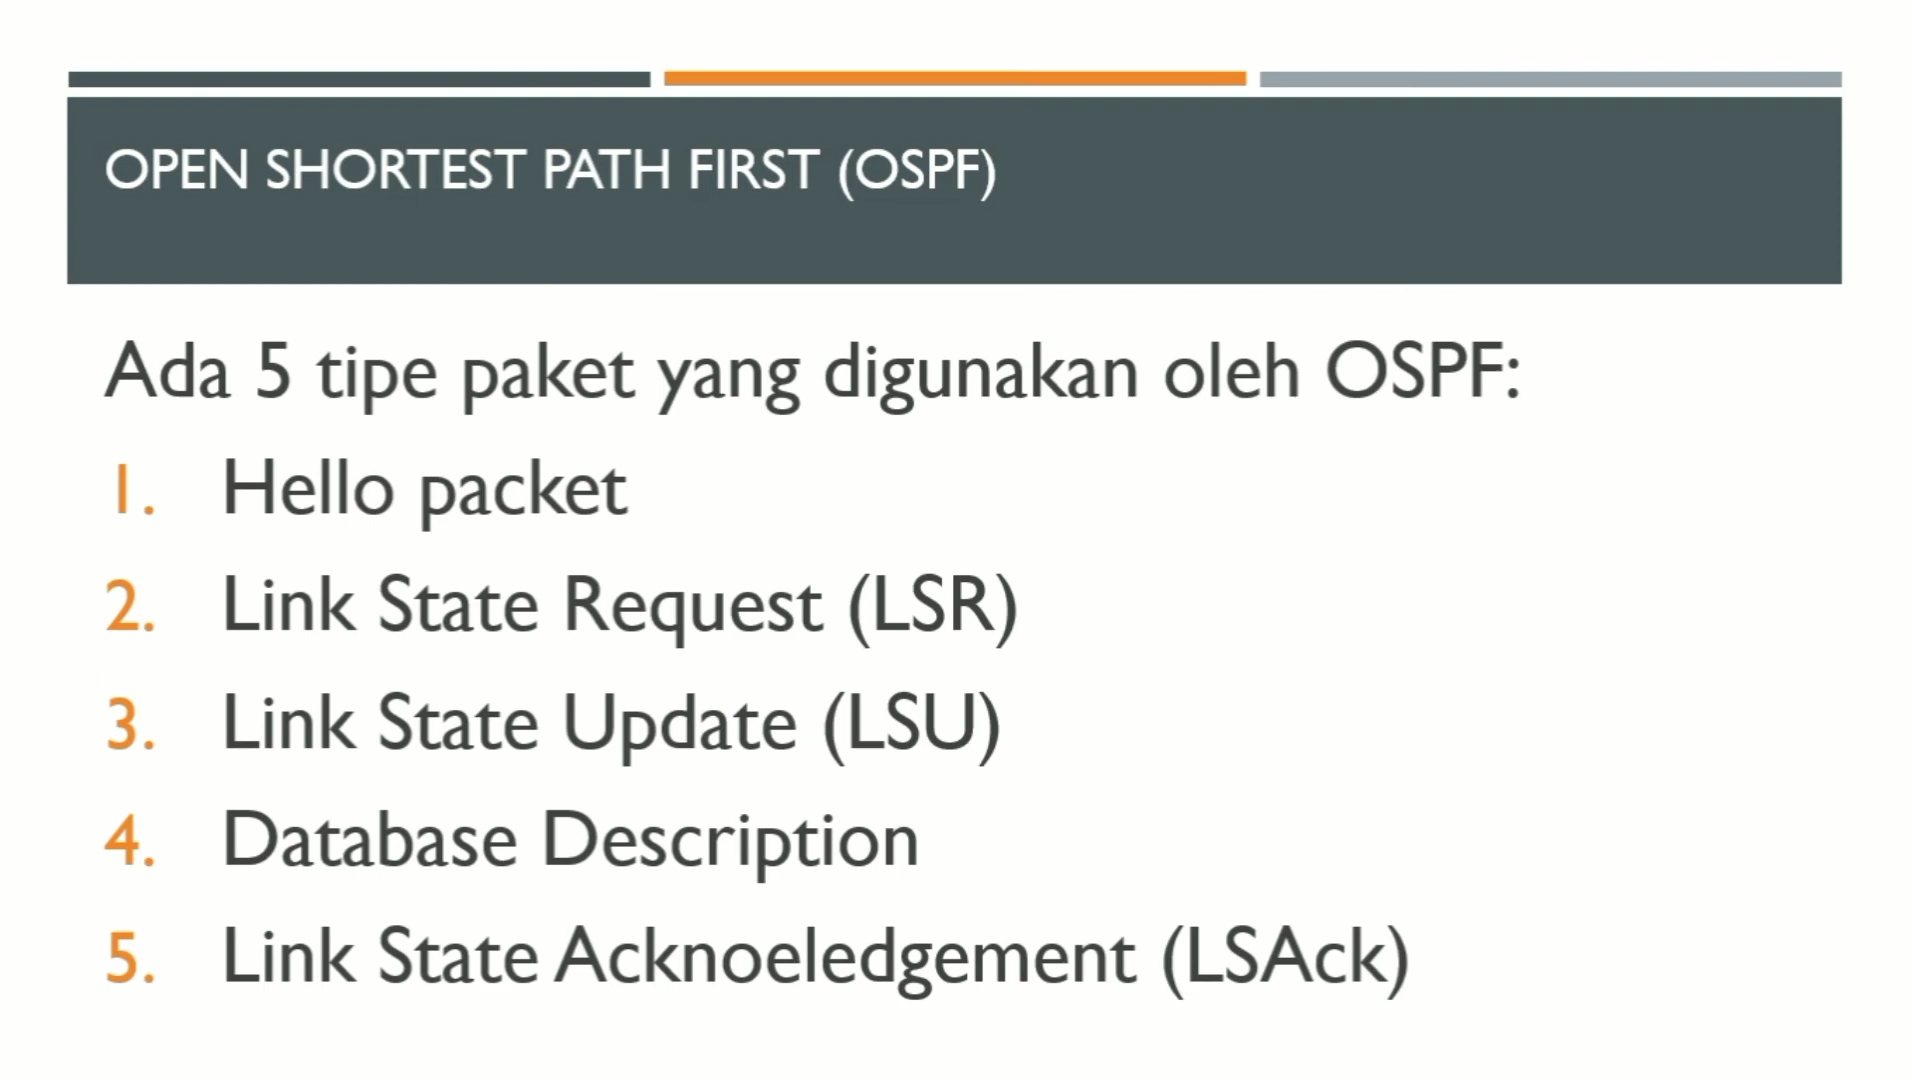 OPEN SHORTEST PATH FIRST (OSPF)
Ada 5 tipe paket yang digunakan oleh OSPF:
1. Hello packet
2. Link State Request (LSR)
3. Link State Update (LSU)
4. Database Description
5. Link State Acknoeledgement (LSAck)